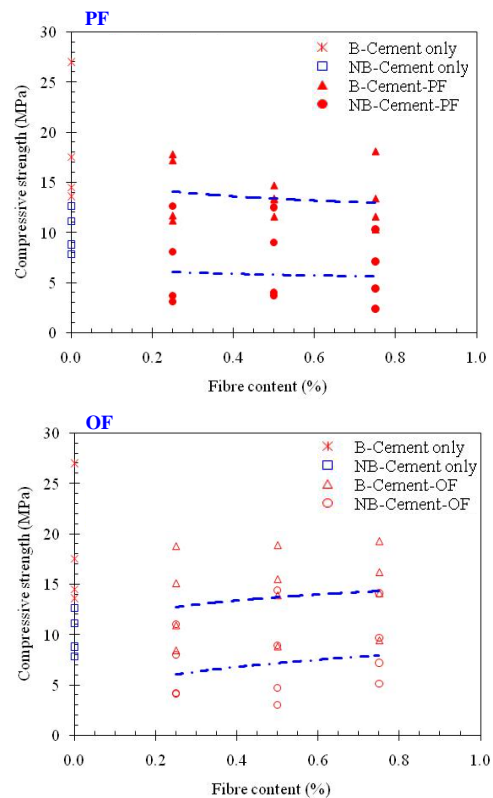 PF
30
B-Cement only
NB-Cement only
B-Cement-PF
NB-Cement-PF
25
20
15
10
5
0
Compressive strength (MPa)
0.0 0.2 0.4 0.6 0.8 1.0
Fibre content (%)
OF
30
B-Cement only
NB-Cement only
B-Cement-OF
NB-Cement-OF
25
20
15
10
5
0
Compressive strength (MPa)
0.0 0.2 0.4 0.6 0.8 1.0
Fibre content (%)